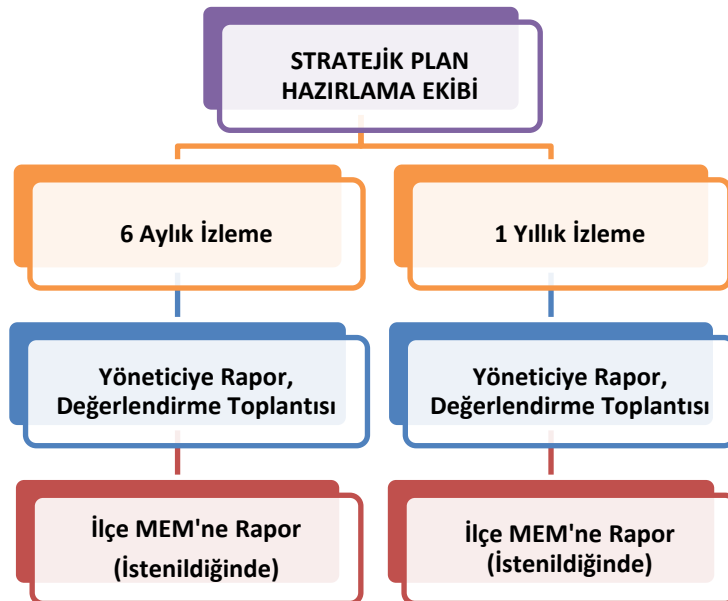 STRATEJİK PLAN
HAZIRLAMA EKİBİ
6 Aylık İzleme
1 Yıllık İzleme
Yöneticiye Rapor,
Değerlendirme Toplantısı
Yöneticiye Rapor,
Değerlendirme Toplantısı
İlçe MEM'ne Rapor
(İstenildiğinde)
İlçe MEM'ne Rapor
(İstenildiğinde)